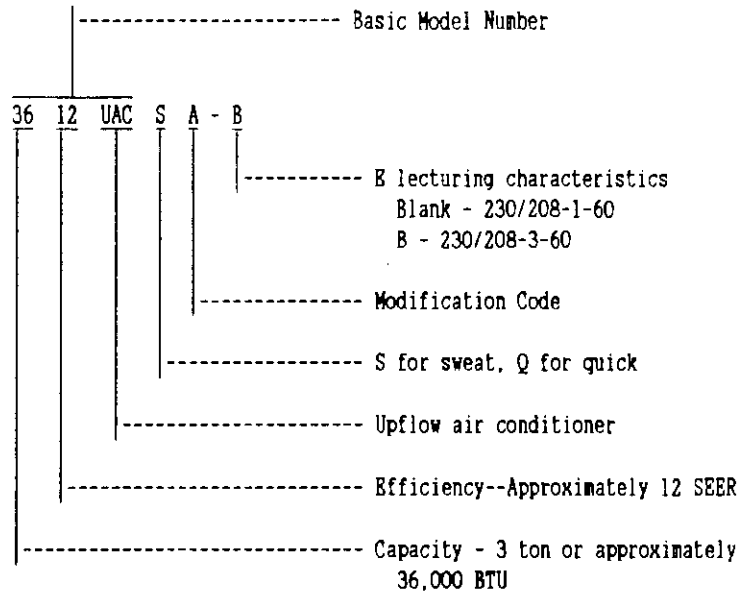 Basic Model Number
36 12 UAC S A - B
E lecturing characteristics
Blank - 230/208-1-60
B - 230/208-3-60
Modification Code
S for sweat, Q for quick
Upflow air conditioner
Efficiency--Approximately 12 SEER
Capacity - 3 ton or approximately
36,000 BTU